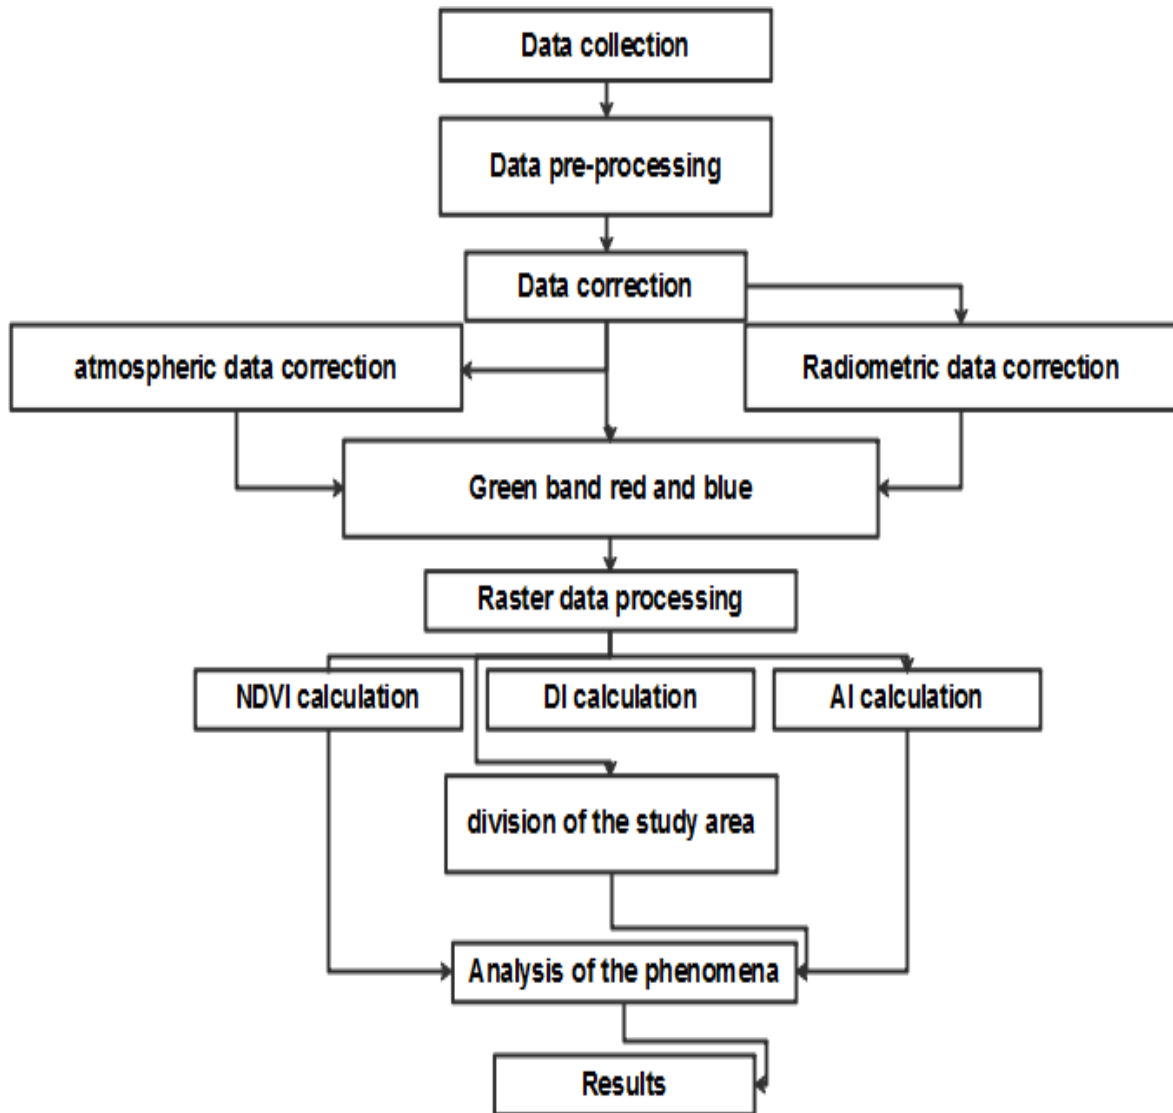 Data collection
Data pre-processing
Data correction
atmospheric data correction
Radiometric data correction
Green band red and blue
Raster data processing
NDVI calculation
DI calculation
AI calculation
division of the study area
Analysis of the phenomena
Results